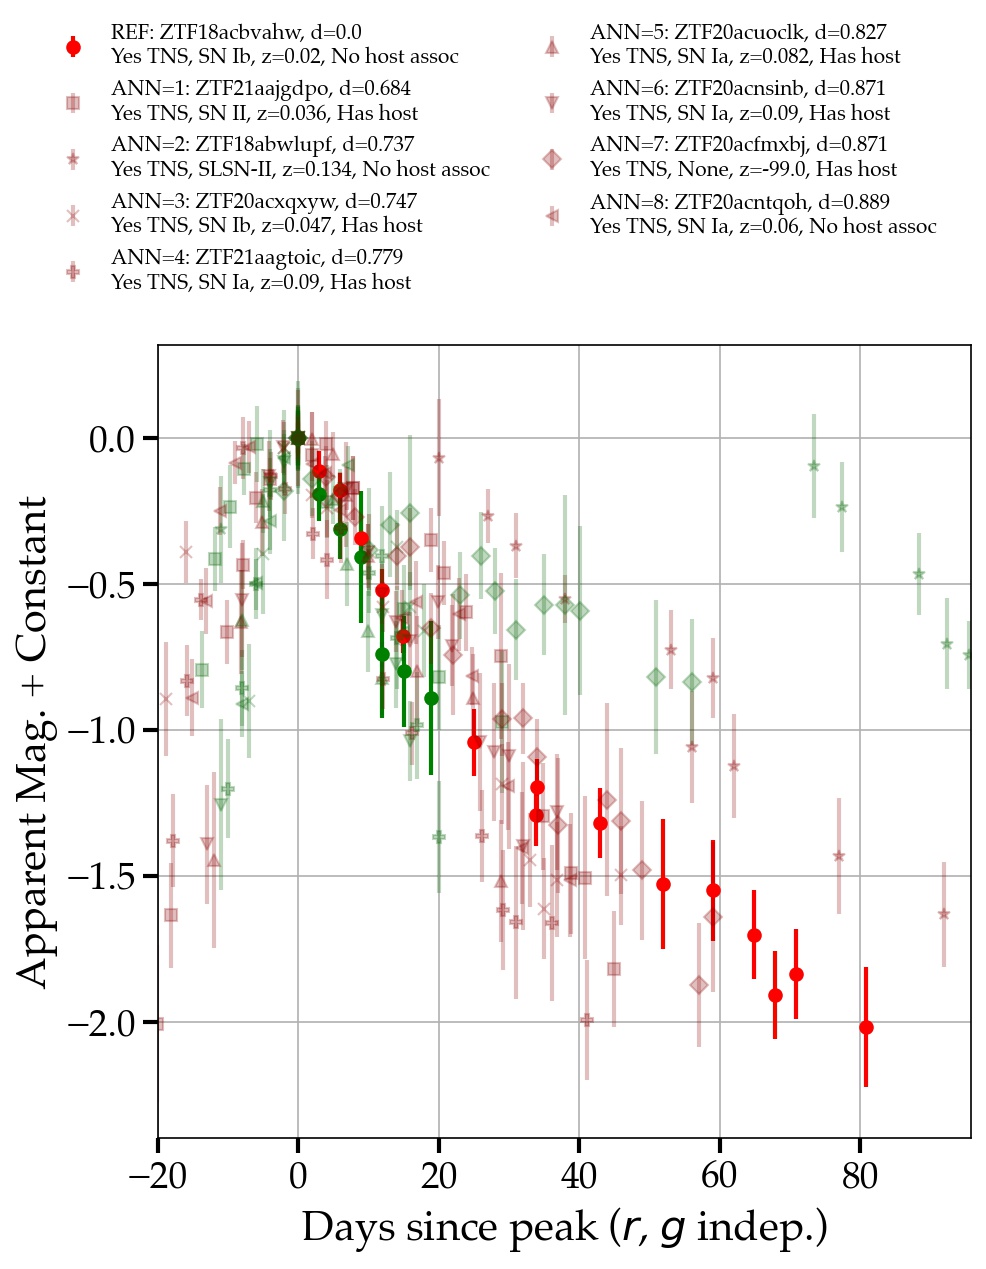 REF: ZTF18acbvahw, d=0.0
Yes TNS, SN Ib, z=0.02, No host assoc
ANN=1: ZTF21aajgdpo, d=0.684
Yes TNS, SN II, z=0.036, Has host
ANN=2: ZTF18abwlupf, d=0.737
Yes TNS, SLSN-II, z=0.134, No host assoc
ANN=3: ZTF20acxqxyw, d=0.747
Yes TNS, SN Ib, z=0.047, Has host
ANN=4: ZTF21aagtoic, d=0.779
Yes TNS, SN Ia, z=0.09, Has host
ANN=5: ZTF20acuoclk, d=0.827
Yes TNS, SN Ia, z=0.082, Has host
ANN=6: ZTF20acnsinb, d=0.871
Yes TNS, SN Ia, z=0.09, Has host
ANN=7: ZTF20acfmxbj, d=0.871
Yes TNS, None, z=-99.0, Has host
ANN=8: ZTF20acntqoh, d=0.889
Yes TNS, SN Ia, z=0.06, No host assoc
Apparent Mag. + Constant
0.0
−0.5
−1.0
−1.5
−2.0
−20 0 20 40 60 80
Days since peak (r, g indep.)